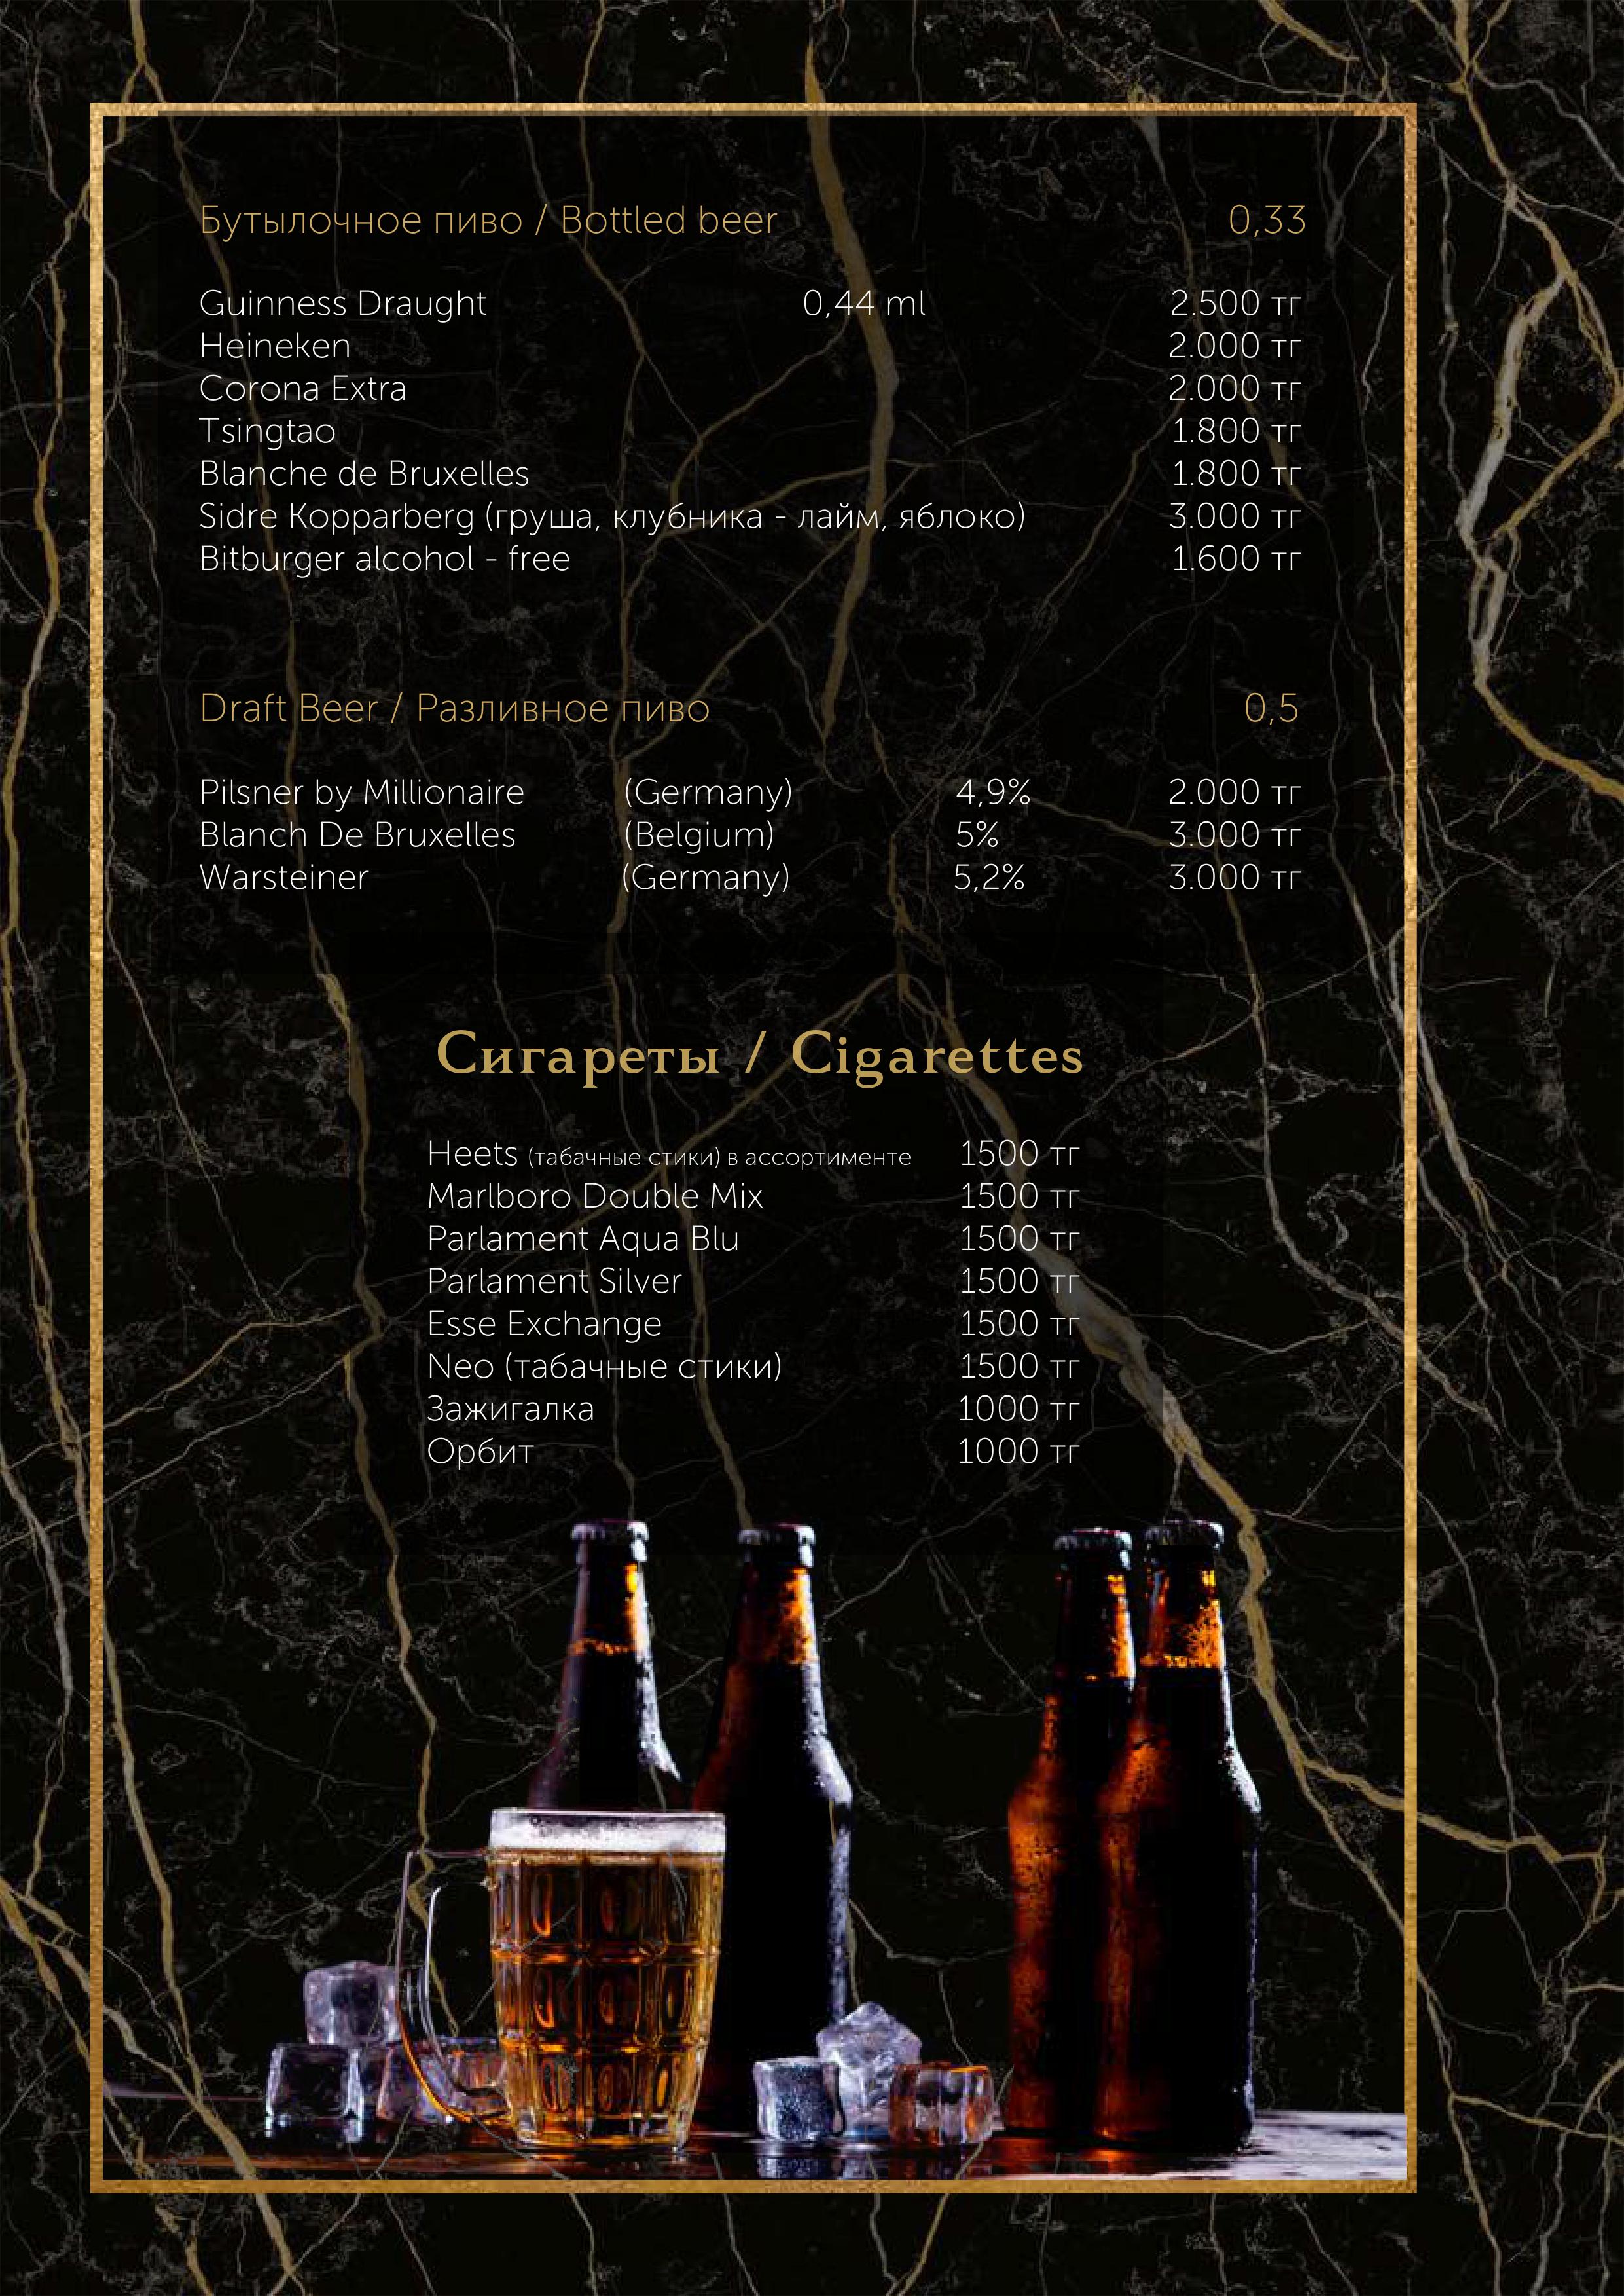 Бутылочное пиво / Bottled beer 0,33
Guinness Draught 0,44 ml 2.500 тг
Heineken 2.000 тг
Corona Extra 2.000 тг
Tsingtao 1.800 тг
Blanche de Bruxelles 1.800 тг
Sidre Kopparberg (груша, клубника - лайм, яблоко) 3.000 тг
Bitburger alcohol - free 1.600 тг
Draft Beer / Разливное пиво 0,5
Pilsner by Millionaire (Germany) 4,9% 2.000 тг
Blanch De Bruxelles (Belgium) 5% 3.000 тг
Warsteiner (Germany) 5,2% 3.000 тг
Сигареты / Cigarettes
Heets (табачные стики) в ассортименте 1500 тг
Marlboro Double Mix 1500 тг
Parlament Aqua Blu 1500 тг
Parlament Silver 1500 тг
Esse Exchange 1500 тг
Neo (табачные стики) 1500 тг
Зажигалка 1000 тг
Орбит 1000 тг